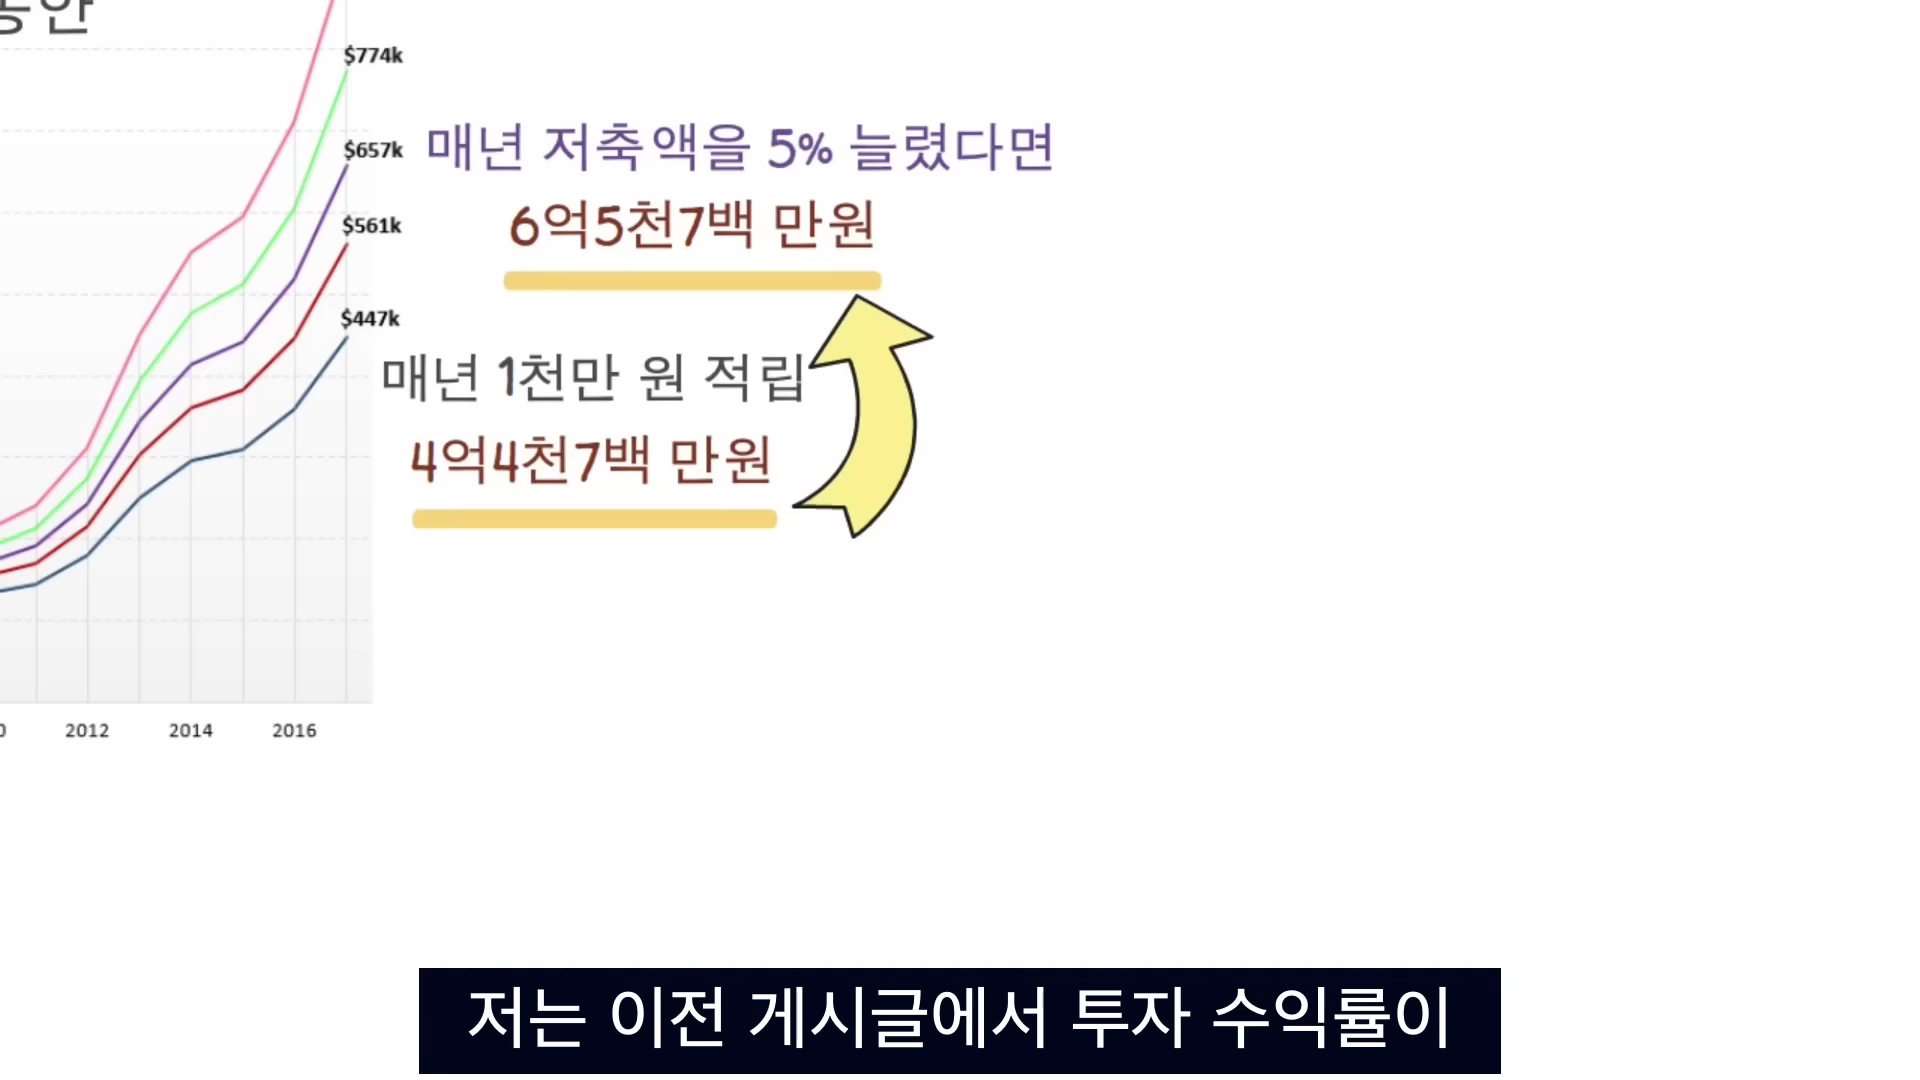 동안
$774k
$657k
매년 저축액을 5% 늘렸다면
6억5천7백 만원
$561k
$447k
매년 1천만 원 적립
4억4천7백 만원
0 2012 2014 2016
저는 이전 게시글에서 투자 수익률이